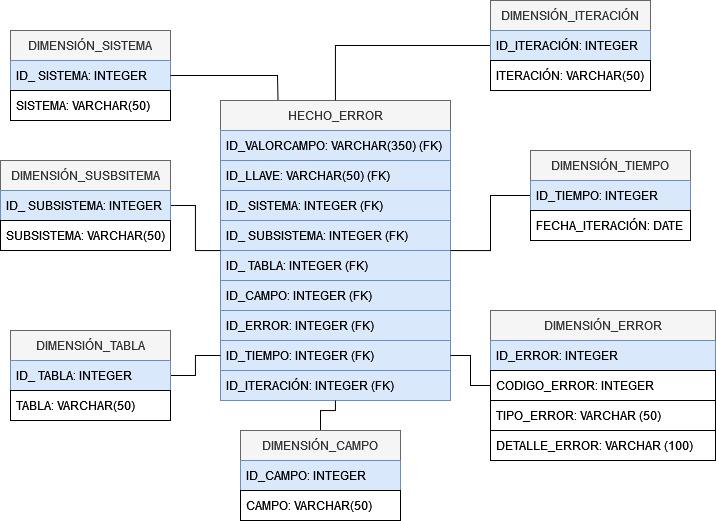 DIMENSIÓN_SISTEMA
ID_ SISTEMA: INTEGER
SISTEMA: VARCHAR(50)
DIMENSIÓN_ITERACIÓN
ID_ITERACIÓN: INTEGER
ITERACIÓN: VARCHAR(50)
HECHO_ERROR
ID_VALORCAMPO: VARCHAR(350) (FK)
ID_LLAVE: VARCHAR(50) (FK)
ID_ SISTEMA: INTEGER (FK)
ID_ SUBSISTEMA: INTEGER (FK)
ID_ TABLA: INTEGER (FK)
ID_CAMPO: INTEGER (FK)
ID_ERROR: INTEGER (FK)
ID_TIEMPO: INTEGER (FK)
ID_ITERACIÓN: INTEGER (FK)
DIMENSIÓN_SUSBSITEMA
ID_ SUBSISTEMA: INTEGER
SUBSISTEMA: VARCHAR(50)
DIMENSIÓN_TIEMPO
ID_TIEMPO: INTEGER
FECHA_ITERACIÓN: DATE
DIMENSIÓN_TABLA
ID_ TABLA: INTEGER
TABLA: VARCHAR(50)
DIMENSIÓN_ERROR
ID_ERROR: INTEGER
CODIGO_ERROR: INTEGER
TIPO_ERROR: VARCHAR (50)
DETALLE_ERROR: VARCHAR (100)
DIMENSIÓN_CAMPO
ID_CAMPO: INTEGER
CAMPO: VARCHAR(50)